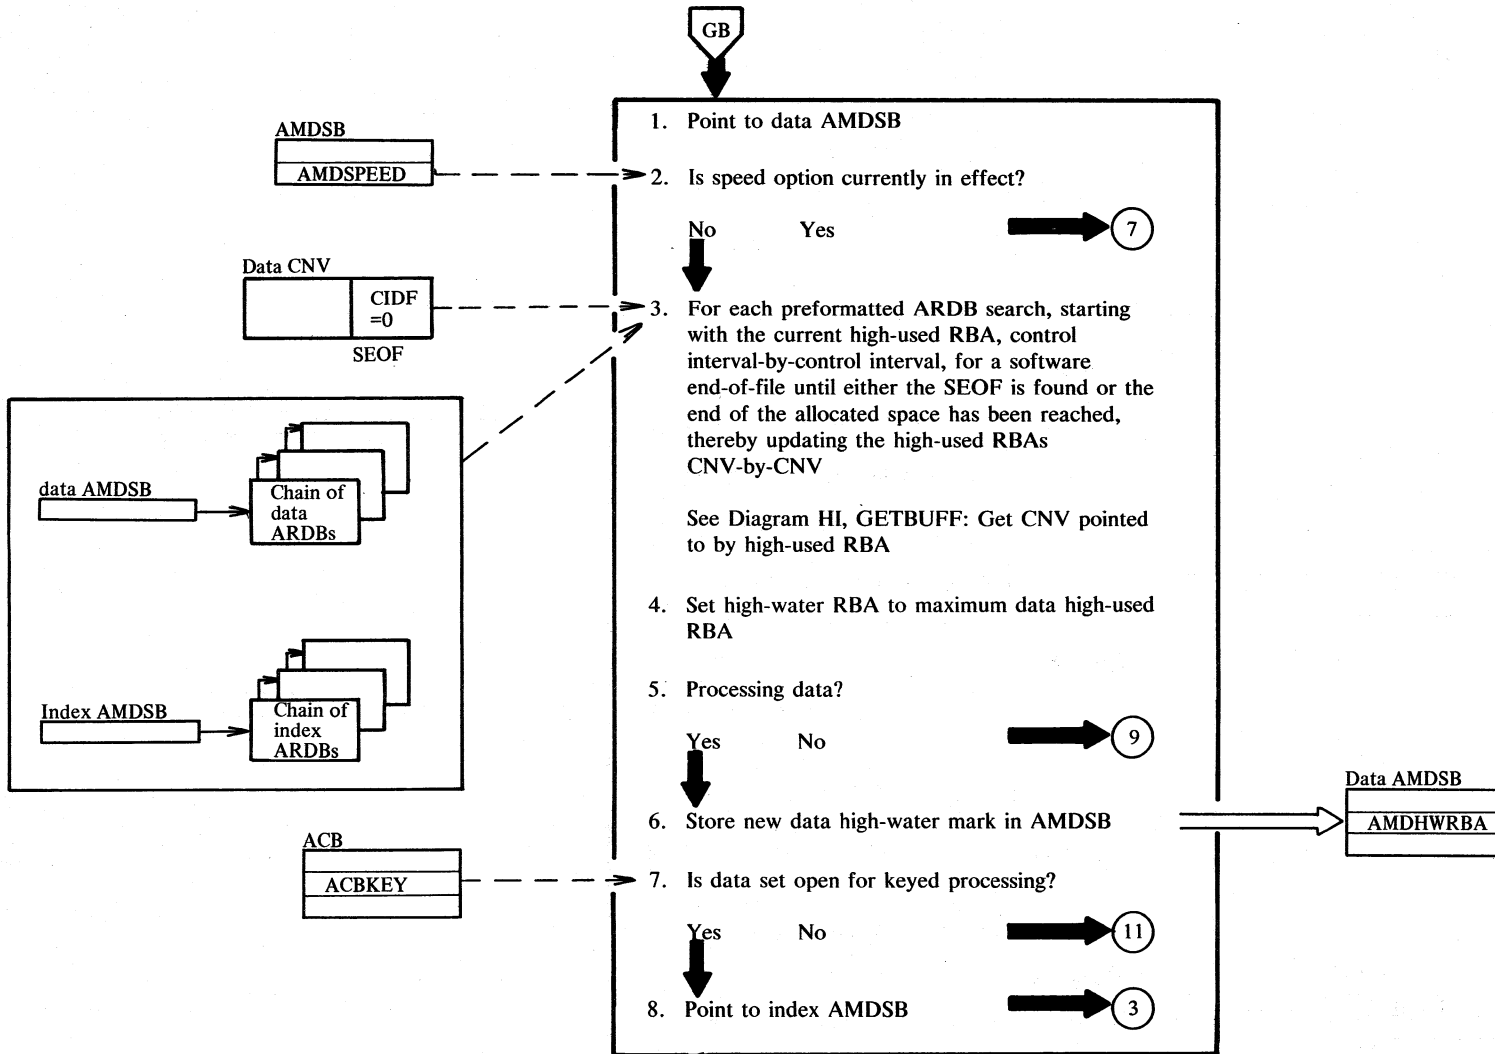 GB
AMDSB
AMDSPEED
Data CNV
CIDF
=0
SEOF
data AMDSB
Chain of
data
ARDBs
Index AMDSB
Chain of
index
ARDBs
ACB
ACBKEY
1. Point to data AMDSB
2. Is speed option currently in effect?
No Yes 7
3. For each preformatted ARDB search, starting
with the current high-used RBA, control
interval-by-control interval, for a software
end-of-file until either the SEOF is found or the
end of the allocated space has been reached,
thereby updating the high-used RBAs
CNV-by-CNV
See Diagram HI, GETBUFF: Get CNV pointed
to by high-used RBA
4. Set high-water RBA to maximum data high-used
RBA
5. Processing data?
Yes No 9
6. Store new data high-water mark in AMDSB
7. Is data set open for keyed processing?
Yes No 11
8. Point to index AMDSB 3
Data AMDSB
AMDHWRBA